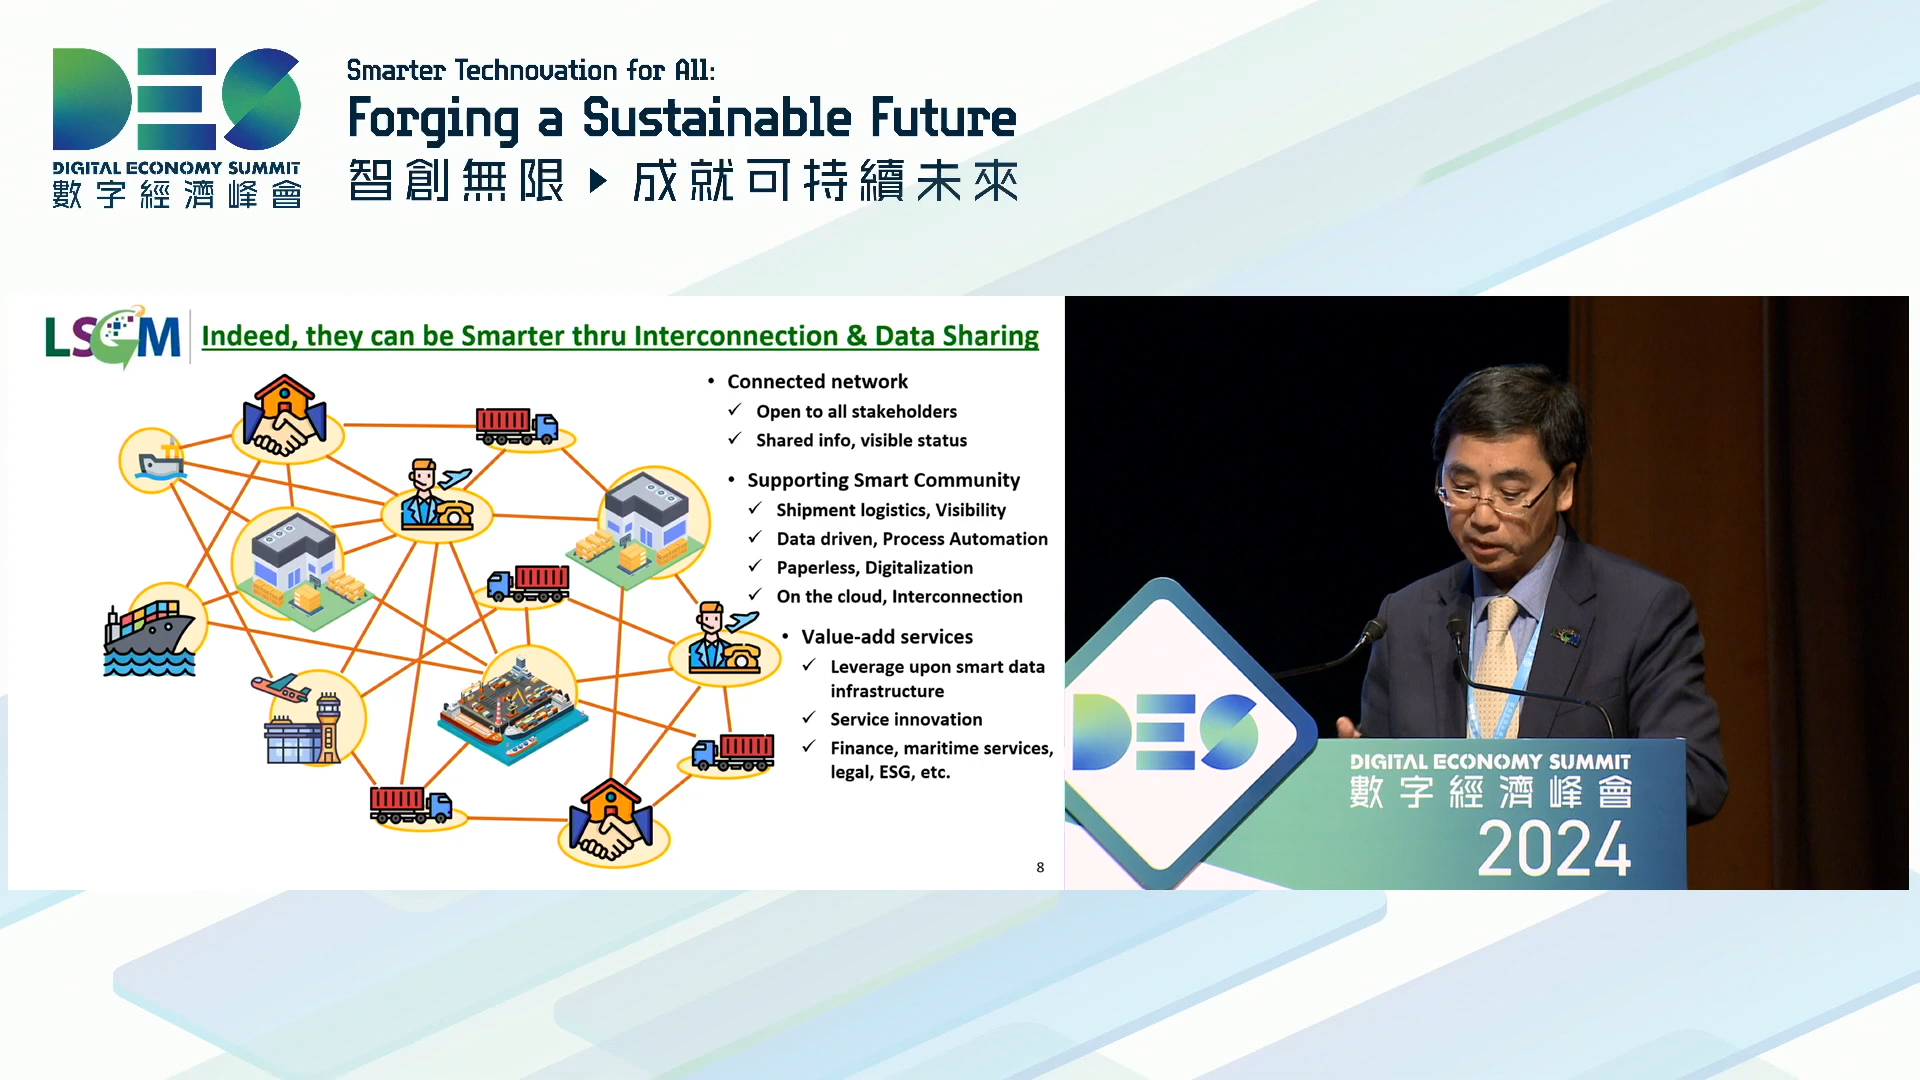 DES
DIGITAL ECONOMY SUMMIT
數字經濟峰會
Smarter Technovation for All:
Forging a Sustainable Future
智創無限▶成就可持續未來
LSCM
Indeed, they can be Smarter thru Interconnection & Data Sharing
• Connected network
✓ Open to all stakeholders
✓ Shared info, visible status
• Supporting Smart Community
✓ Shipment logistics, Visibility
✓ Data driven, Process Automation
✓ Paperless, Digitalization
✓ On the cloud, Interconnection
• Value-add services
✓ Leverage upon smart data
infrastructure
✓ Service innovation
✓ Finance, maritime services,
legal, ESG, etc.
8
DES
DIGITAL ECONOMY SUMMIT
數字經濟峰會
2024